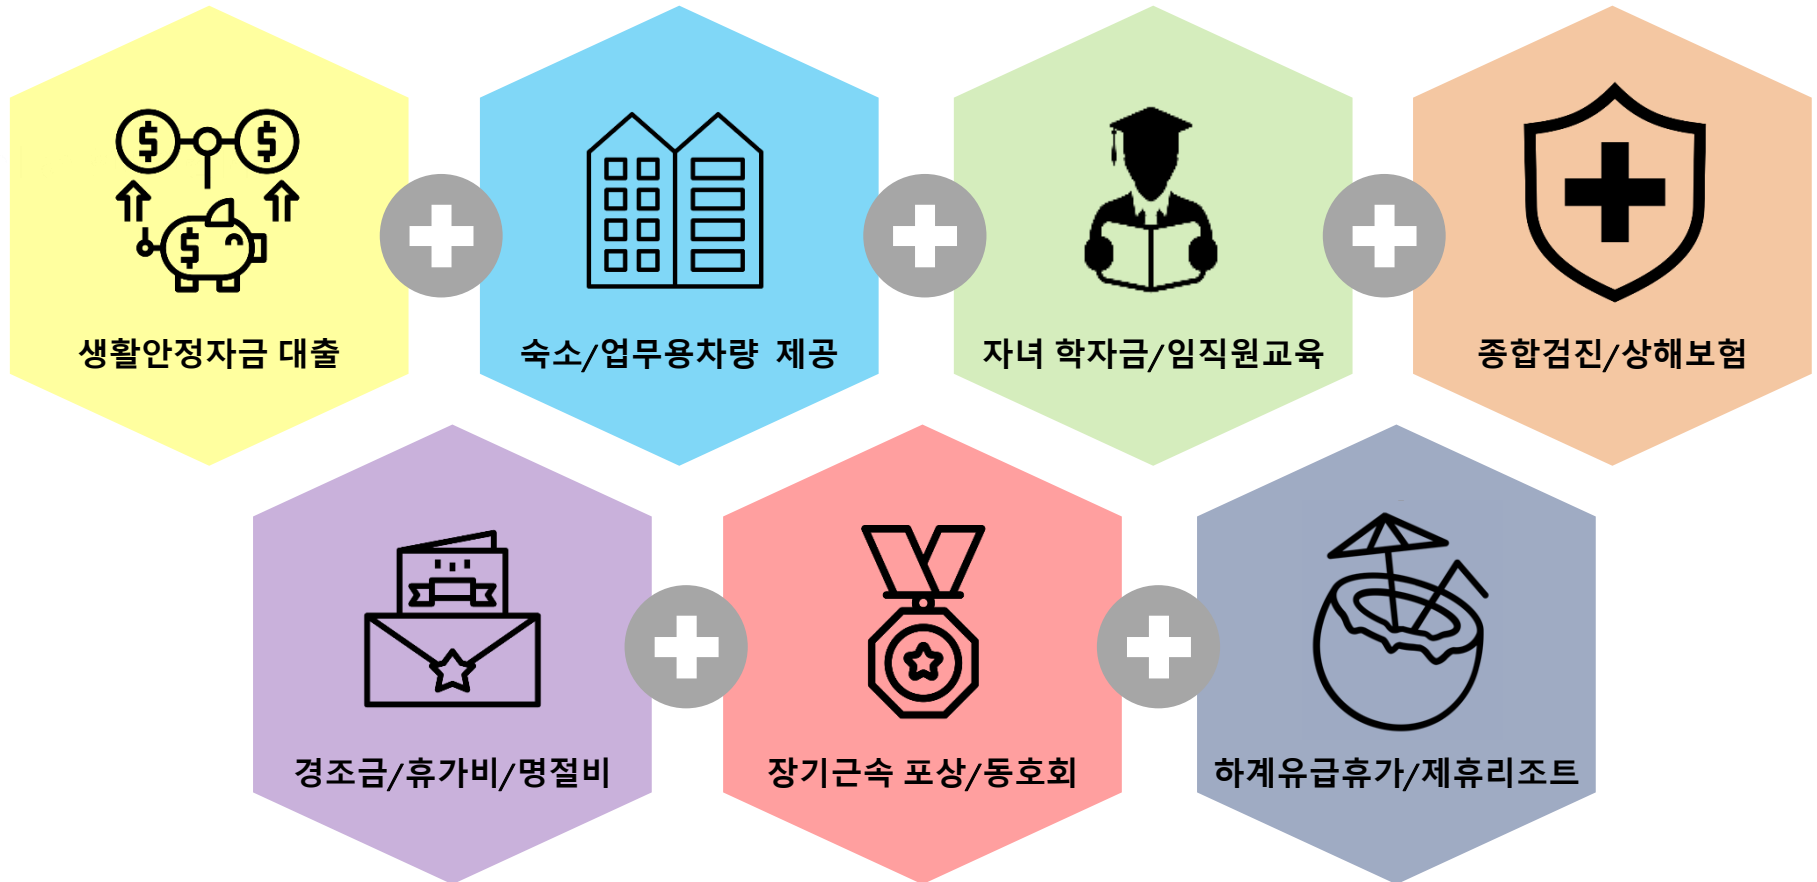 생활안정자금 대출
숙소/업무용차량 제공
자녀 학자금/임직원교육
종합검진/상해보험
경조금/휴가비/명절비
장기근속 포상/동호회
하계유급휴가/제휴리조트